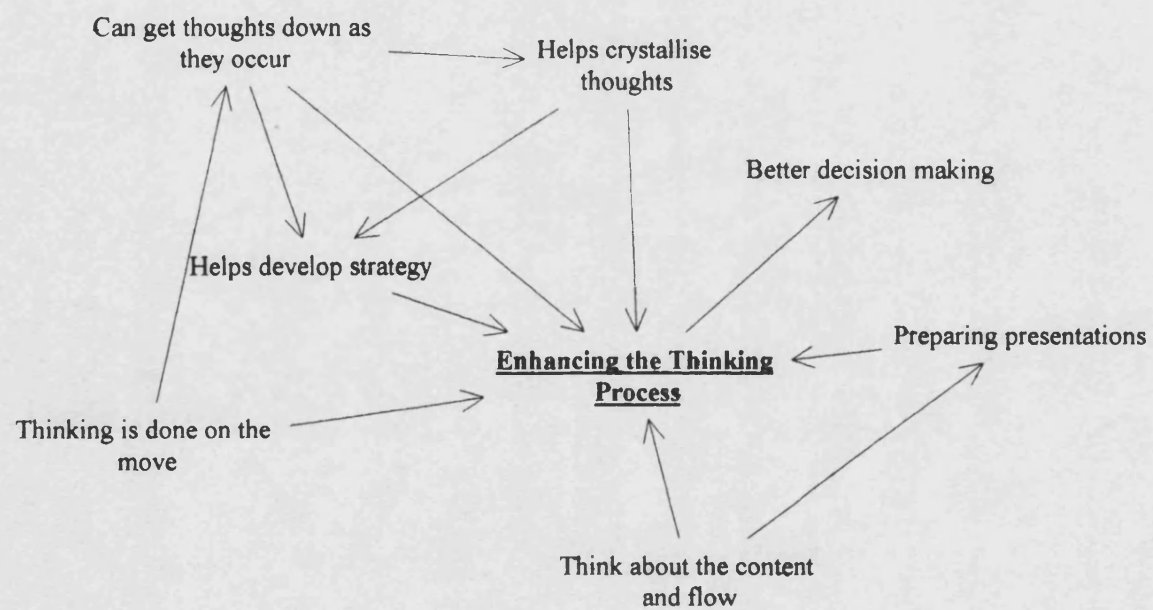 Can get thoughts down as
they occur
Helps crystallise
thoughts
Better decision making
Helps develop strategy
Preparing presentations
Enhancing the Thinking
Process
Thinking is done on the
move
Think about the content
and flow